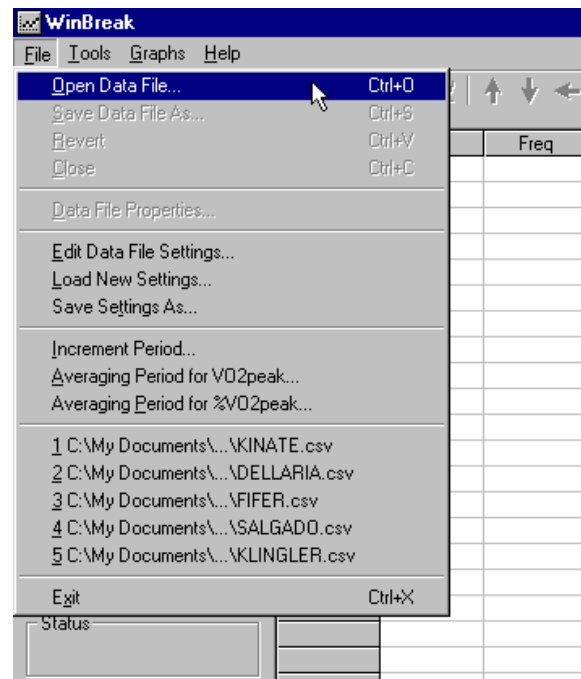 WinBreak
File Tools Graphs Help
Open Data File... Ctrl+O
Save Data File As... Ctrl+S
Revert Ctrl+V
Close Ctrl+C
Freq
Data File Properties...
Edit Data File Settings...
Load New Settings...
Save Settings As...
Increment Period...
Averaging Period for VO2peak...
Averaging Period for %VO2peak...
1 C:\My Documents\...\KINATE.csv
2 C:\My Documents\...\DELLARIA.csv
3 C:\My Documents\...\FIFER.csv
4 C:\My Documents\...\SALGADO.csv
5 C:\My Documents\...\KLINGLER.csv
Exit Ctrl+X
Status